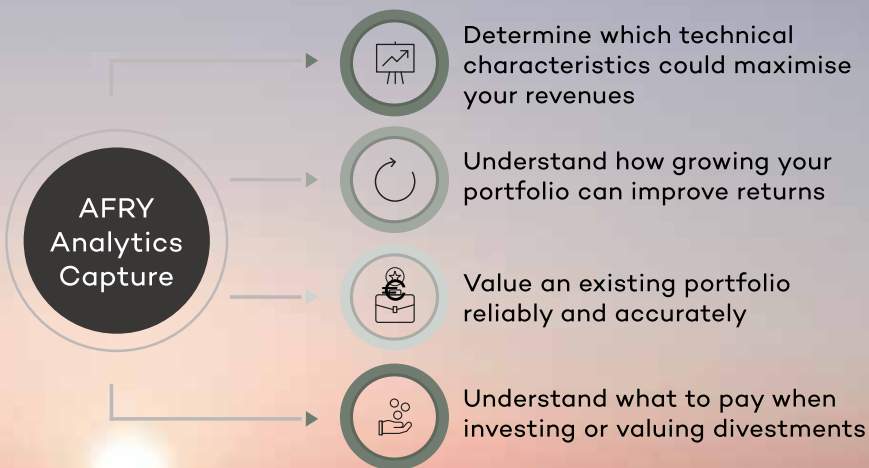 AFRY
Analytics
Capture
Determine which technical
characteristics could maximise
your revenues
Understand how growing your
portfolio can improve returns
€
Value an existing portfolio
reliably and accurately
Understand what to pay when
investing or valuing divestments